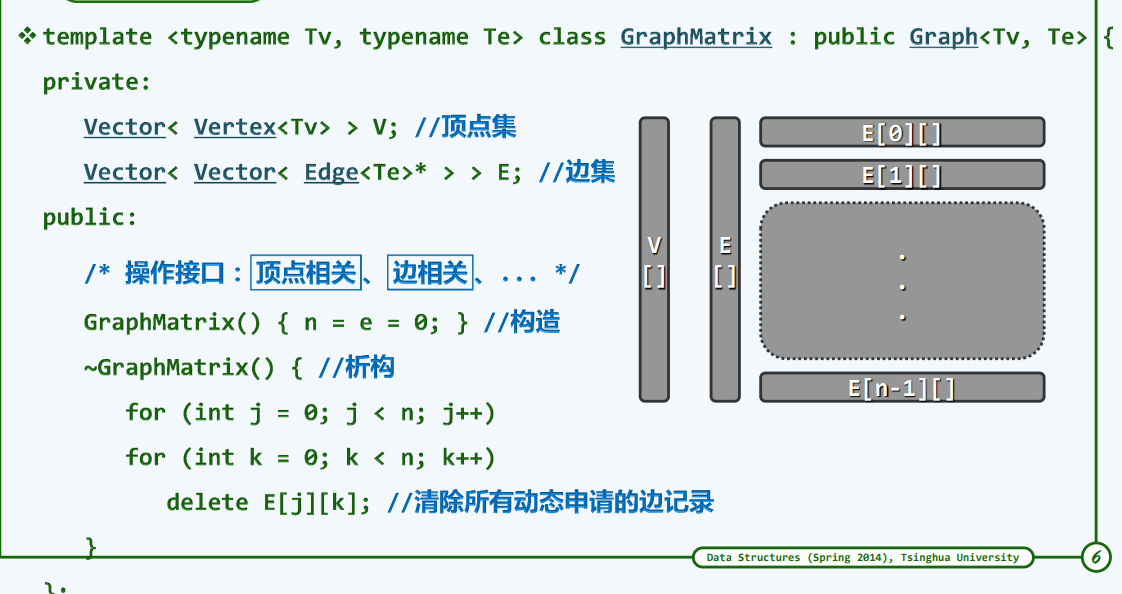 ❖ template <typename Tv, typename Te> class GraphMatrix : public Graph<Tv, Te> {
private:
Vector< Vertex<Tv> > V; //顶点集
Vector< Vector< Edge<Te>* > > E; //边集
public:
/* 操作接口：顶点相关、边相关、... */
GraphMatrix() { n = e = 0; } //构造
~GraphMatrix() { //析构
for (int j = 0; j < n; j++)
for (int k = 0; k < n; k++)
delete E[j][k]; //清除所有动态申请的边记录
}
};
V
[]
E
[]
E[0][]
E[1][]
.
.
.
E[n-1][]
Data Structures (Spring 2014), Tsinghua University
6